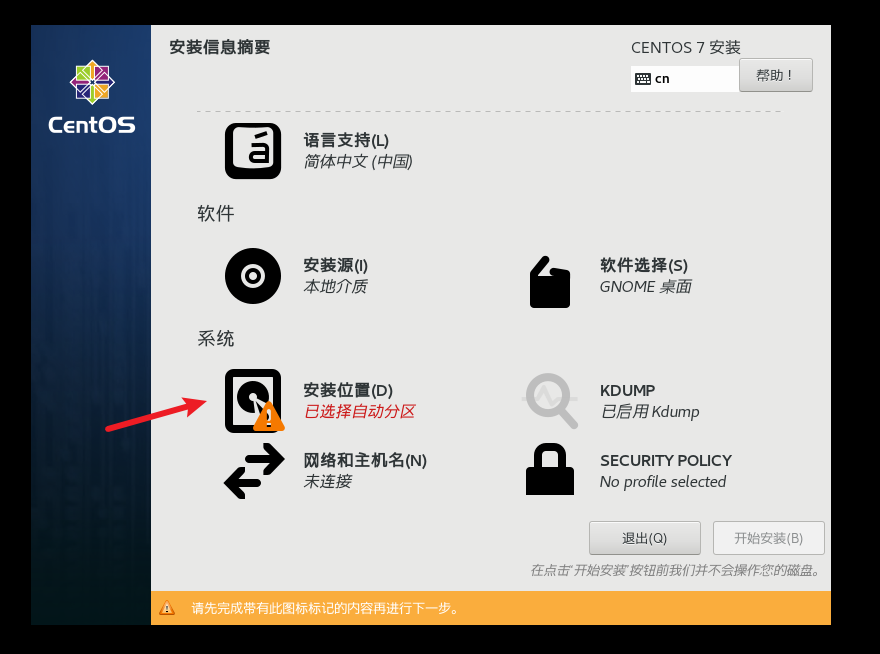 安装信息摘要
CENTOS 7 安装
cn
帮助！
CentOS
语言支持(L)
简体中文 (中国)
软件
安装源(I)
本地介质
软件选择(S)
GNOME 桌面
系统
安装位置(D)
已选择自动分区
KDUMP
已启用 Kdump
网络和主机名(N)
未连接
SECURITY POLICY
No profile selected
退出(Q)
开始安装(B)
在点击'开始安装'按钮前我们并不会操作您的磁盘。
请先完成带有此图标标记的内容再进行下一步。